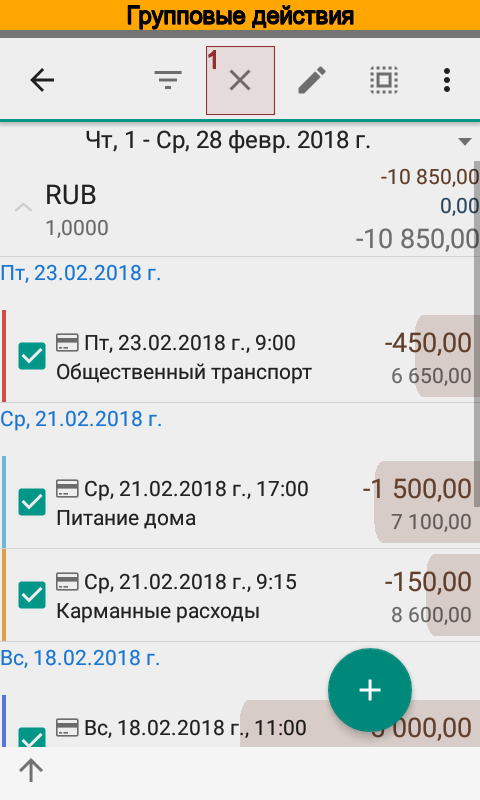 Групповые действия
1
Чт, 1 - Ср, 28 февр. 2018 г.
RUB
-10 850,00
0,00
1,0000
-10 850,00
Пт, 23.02.2018 г.
Пт, 23.02.2018 г., 9:00
-450,00
Общественный транспорт
6 650,00
Ср, 21.02.2018 г.
Ср, 21.02.2018 г., 17:00
-1 500,00
Питание дома
7 100,00
Ср, 21.02.2018 г., 9:15
-150,00
Карманные расходы
8 600,00
Вс, 18.02.2018 г.
Вс, 18.02.2018 г., 11:00
000,00